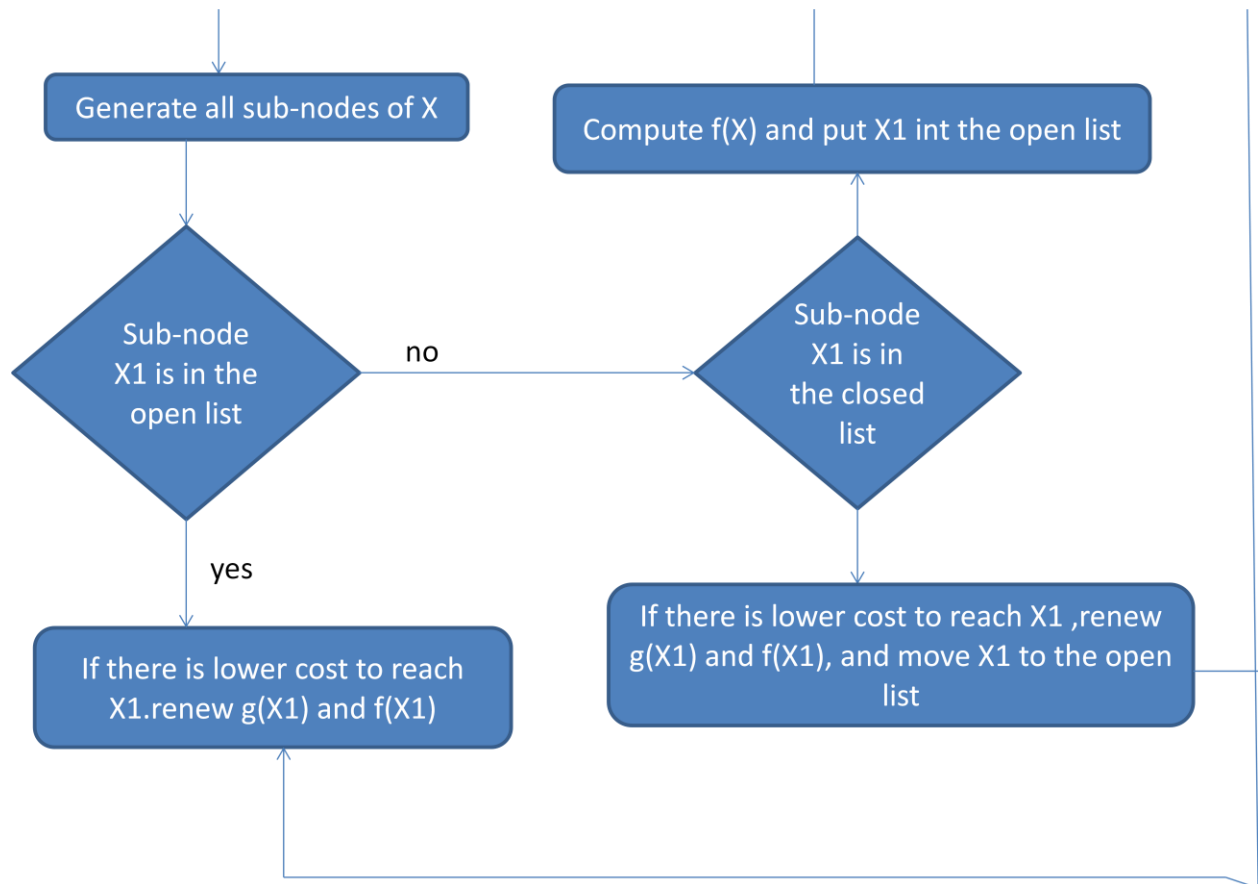 Generate all sub-nodes of X
Compute f(X) and put X1 int the open list
Sub-node
X1 is in the
open list
no
Sub-node
X1 is in
the closed
list
yes
If there is lower cost to reach
X1.renew g(X1) and f(X1)
If there is lower cost to reach X1 ,renew
g(X1) and f(X1), and move X1 to the open
list